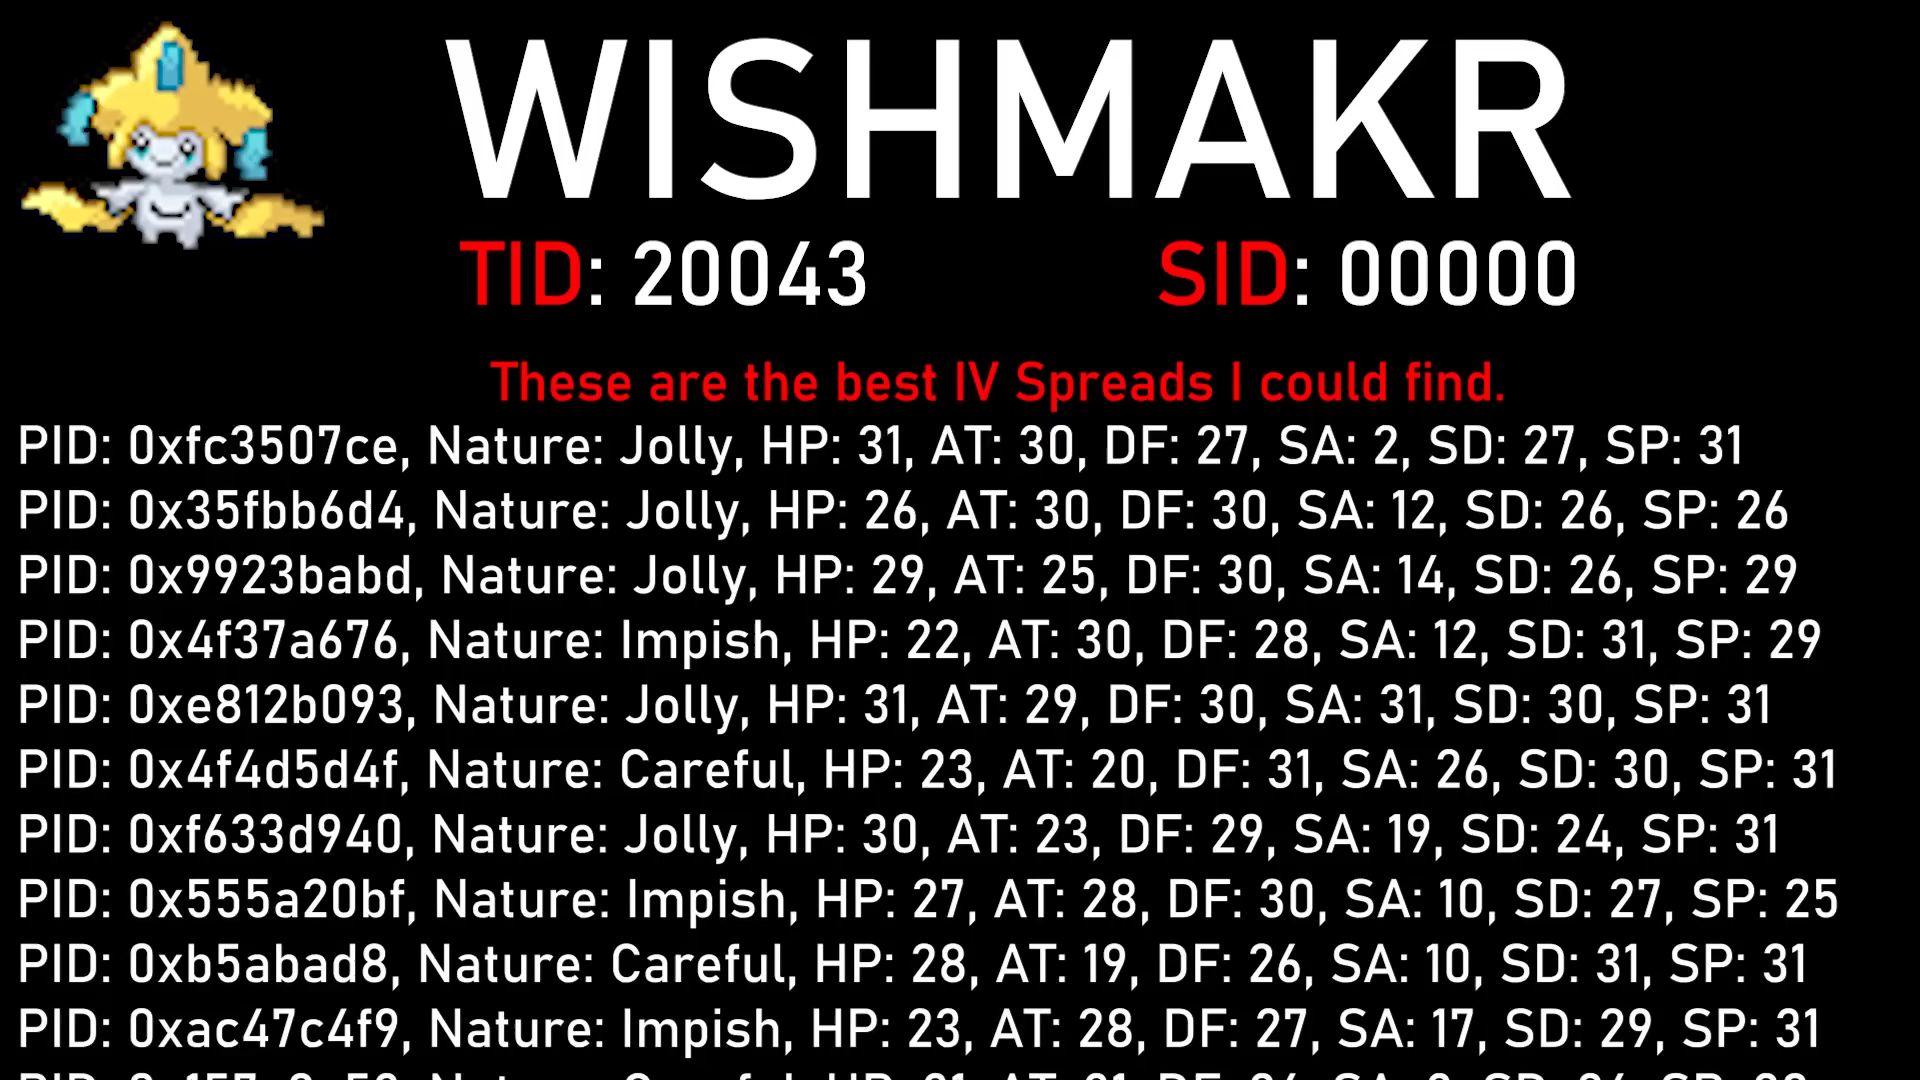 WISHMAKR
TID: 20043 SID: 00000
These are the best IV Spreads I could find.
PID: 0xfc3507ce, Nature: Jolly, HP: 31, AT: 30, DF: 27, SA: 2, SD: 27, SP: 31
PID: 0x35fbb6d4, Nature: Jolly, HP: 26, AT: 30, DF: 30, SA: 12, SD: 26, SP: 26
PID: 0x9923babd, Nature: Jolly, HP: 29, AT: 25, DF: 30, SA: 14, SD: 26, SP: 29
PID: 0x4f37a676, Nature: Impish, HP: 22, AT: 30, DF: 28, SA: 12, SD: 31, SP: 29
PID: 0xe812b093, Nature: Jolly, HP: 31, AT: 29, DF: 30, SA: 31, SD: 30, SP: 31
PID: 0x4f4d5d4f, Nature: Careful, HP: 23, AT: 20, DF: 31, SA: 26, SD: 30, SP: 31
PID: 0xf633d940, Nature: Jolly, HP: 30, AT: 23, DF: 29, SA: 19, SD: 24, SP: 31
PID: 0x555a20bf, Nature: Impish, HP: 27, AT: 28, DF: 30, SA: 10, SD: 27, SP: 25
PID: 0xb5abad8, Nature: Careful, HP: 28, AT: 19, DF: 26, SA: 10, SD: 31, SP: 31
PID: 0xac47c4f9, Nature: Impish, HP: 23, AT: 28, DF: 27, SA: 17, SD: 29, SP: 31